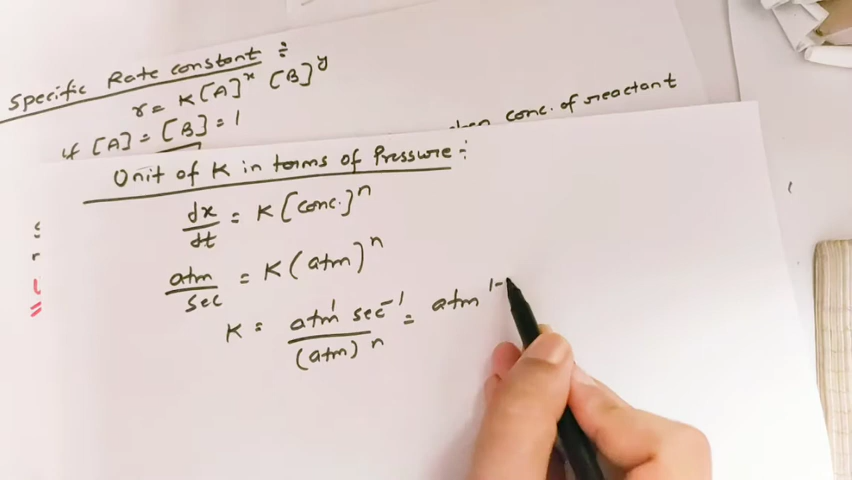 Specific Rate constant :
r = K[A]^x [B]^y
If [A] = [B] = 1
conc. of reactant
Unit of K in terms of Pressure :
dx/dt = K[conc.]^n
atm/sec = K(atm)^n
K = atm^1 sec^-1 / (atm)^n = atm^1-